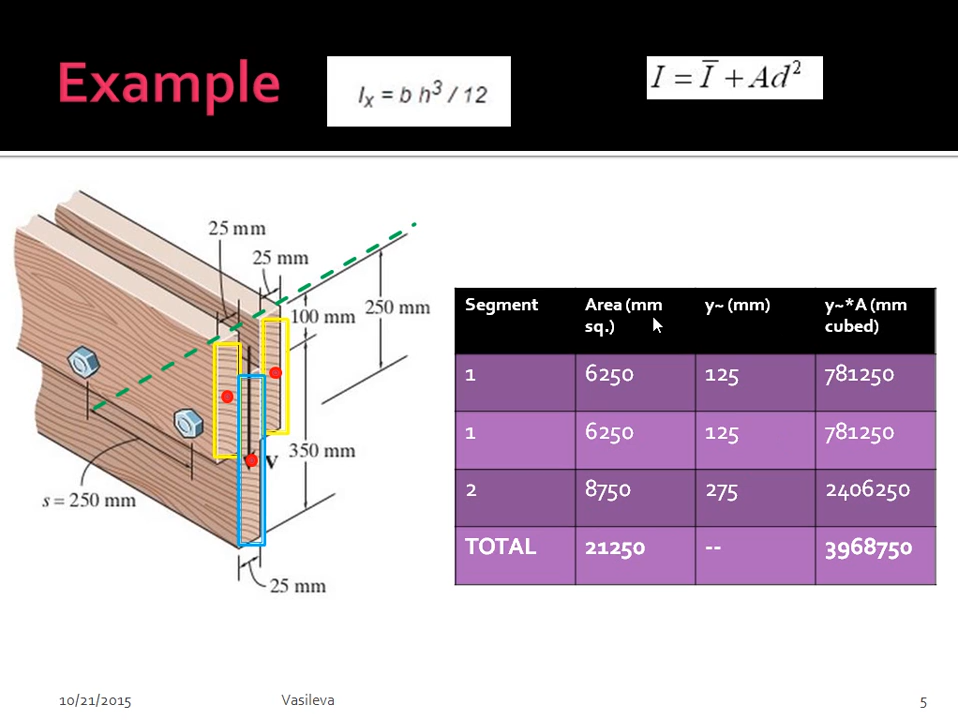 Example
Iₓ = b h³ / 12
I = Ī + Ad²
25 mm
25 mm
100 mm
250 mm
350 mm
V
s = 250 mm
25 mm
Segment Area (mm sq.) y~ (mm) y~*A (mm cubed)
1 6250 125 781250
1 6250 125 781250
2 8750 275 2406250
TOTAL 21250 -- 3968750
10/21/2015 Vasileva 5